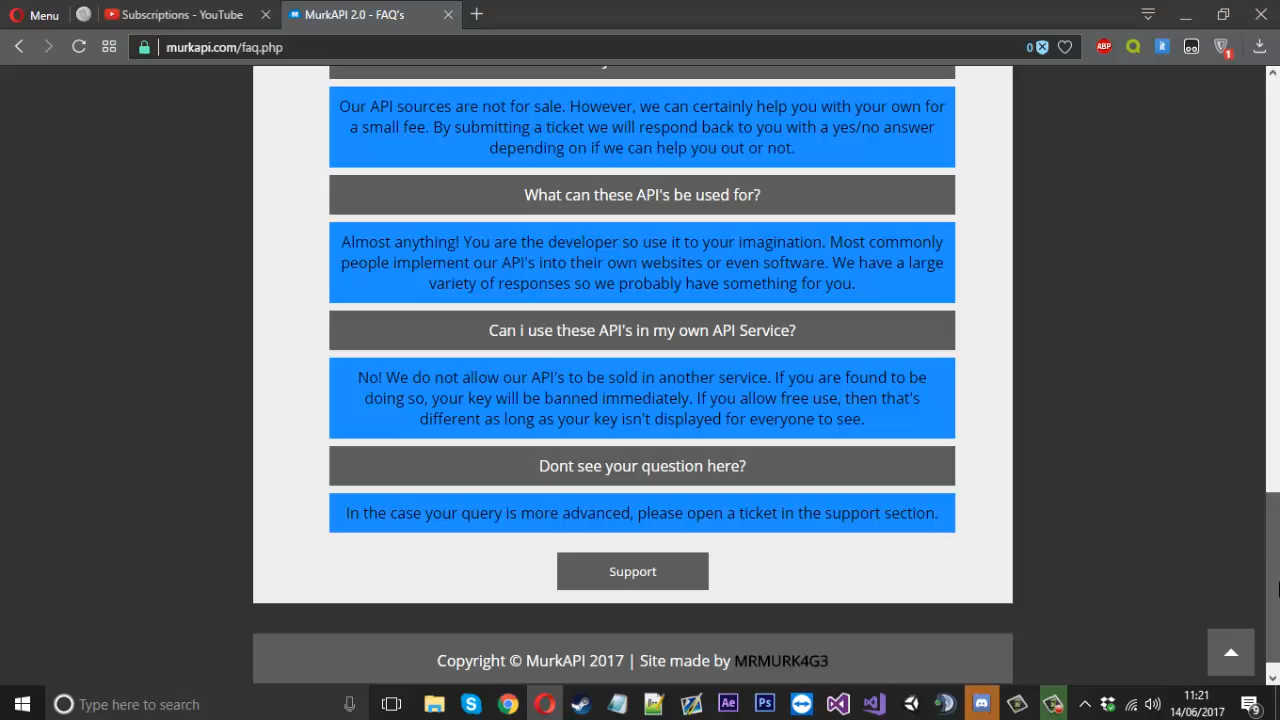 Menu
Subscriptions - YouTube
MurkAPI 2.0 - FAQ's
murkapi.com/faq.php
0
ABP
1
Our API sources are not for sale. However, we can certainly help you with your own for
a small fee. By submitting a ticket we will respond back to you with a yes/no answer
depending on if we can help you out or not.
What can these API's be used for?
Almost anything! You are the developer so use it to your imagination. Most commonly
people implement our API's into their own websites or even software. We have a large
variety of responses so we probably have something for you.
Can i use these API's in my own API Service?
No! We do not allow our API's to be sold in another service. If you are found to be
doing so, your key will be banned immediately. If you allow free use, then that's
different as long as your key isn't displayed for everyone to see.
Dont see your question here?
In the case your query is more advanced, please open a ticket in the support section.
Support
Copyright © MurkAPI 2017 | Site made by MRMURK4G3
Type here to search
Ae
Ps
11:21
14/06/2017
9